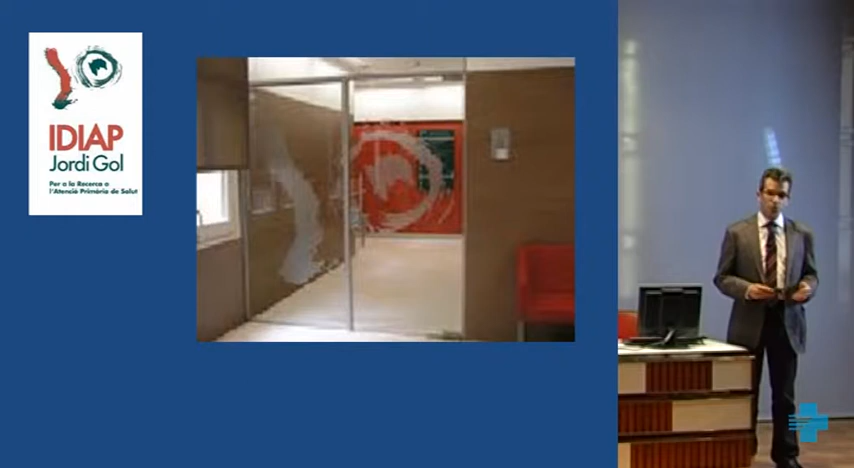 IDIAP
Jordi Gol
Per a la Recerca a
l'Atenció Primària de Salut